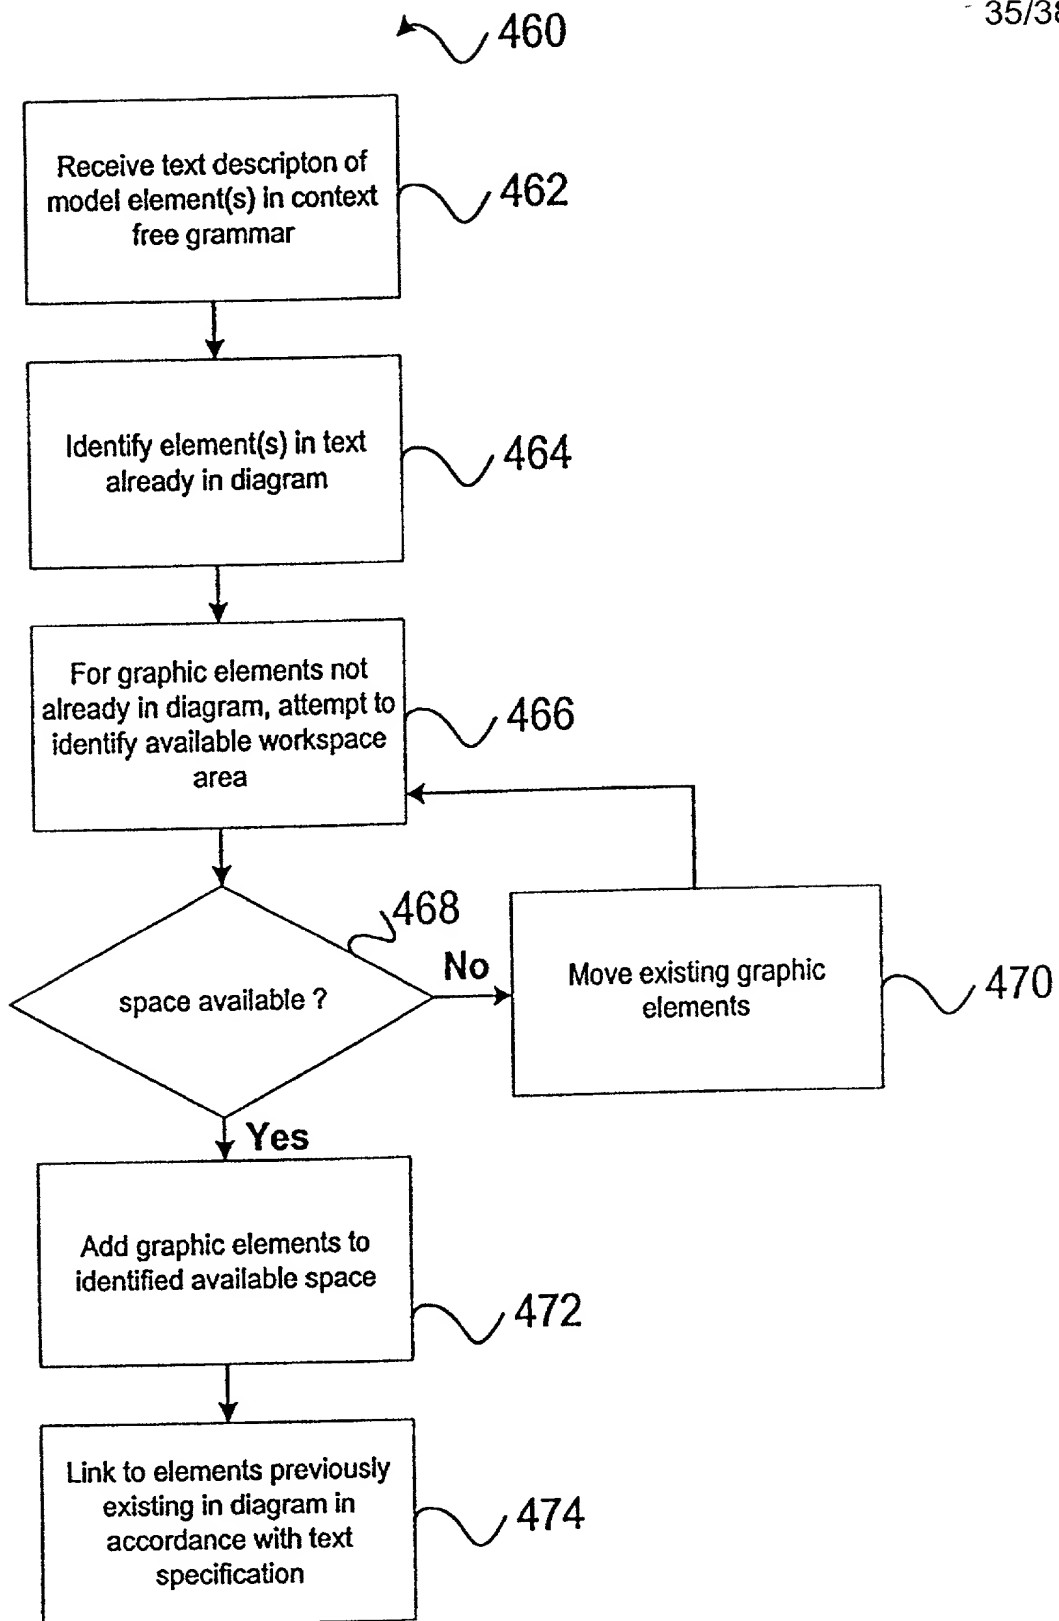 35/38
460
Receive text descripton of
model element(s) in context
free grammar
462
Identify element(s) in text
already in diagram
464
For graphic elements not
already in diagram, attempt to
identify available workspace
area
466
468
space available ?
No
Move existing graphic
elements
470
Yes
Add graphic elements to
identified available space
472
Link to elements previously
existing in diagram in
accordance with text
specification
474